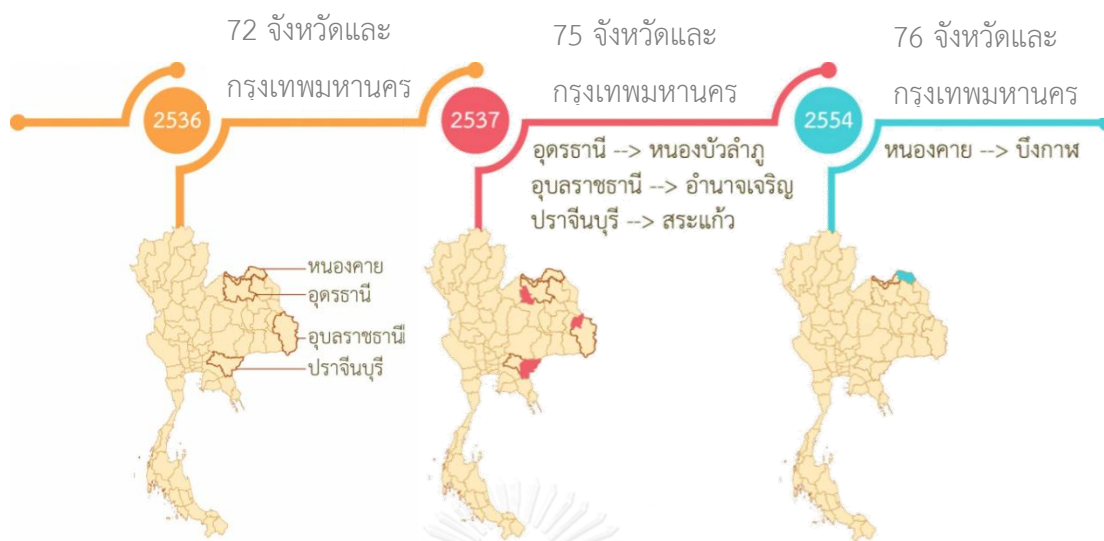 72 จังหวัดและ
กรุงเทพมหานคร
75 จังหวัดและ
กรุงเทพมหานคร
76 จังหวัดและ
กรุงเทพมหานคร
2536
2537
2554
อุดรธานี --> หนองบัวลำภู
อุบลราชธานี --> อำนาจเจริญ
ปราจีนบุรี --> สระแก้ว
หนองคาย --> บึงกาฬ
หนองคาย
อุดรธานี
อุบลราชธานี
ปราจีนบุรี